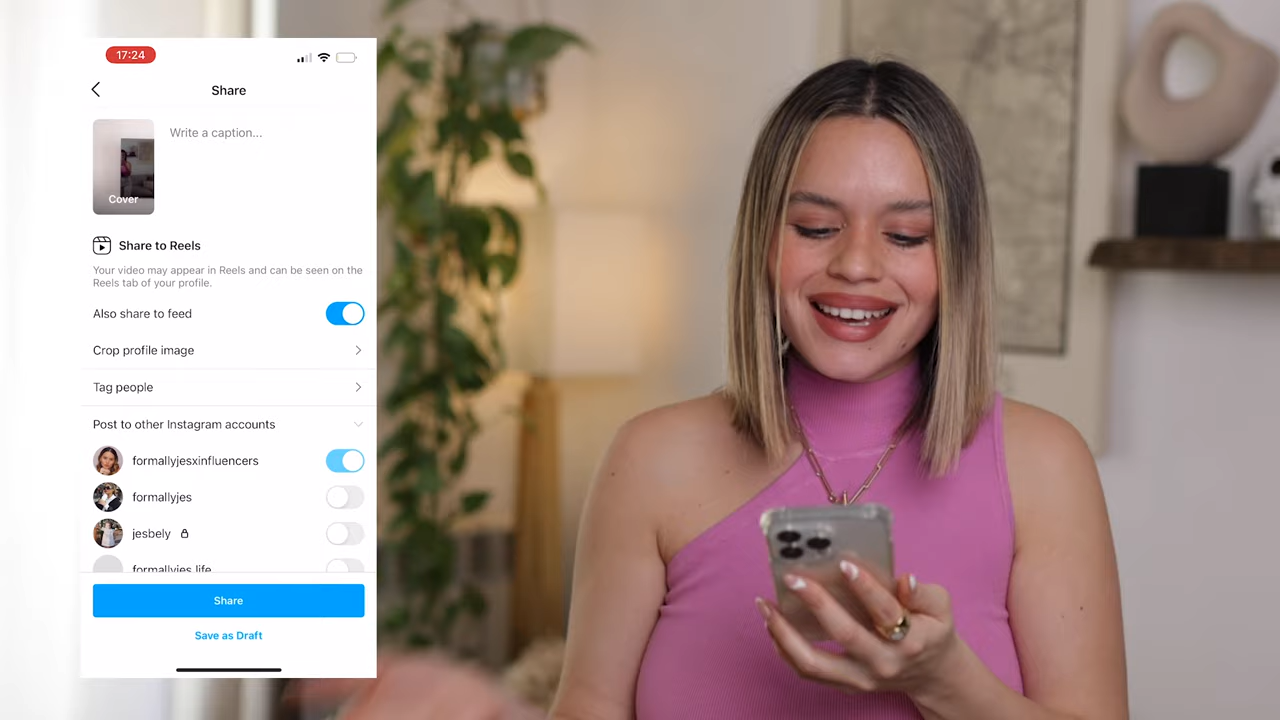 17:24
Share
Write a caption...
Cover
Share to Reels
Your video may appear in Reels and can be seen on the
Reels tab of your profile.
Also share to feed
Crop profile image
Tag people
Post to other Instagram accounts
formallyjesxinfluencers
formallyjes
jesbely
formallyjes.life
Share
Save as Draft